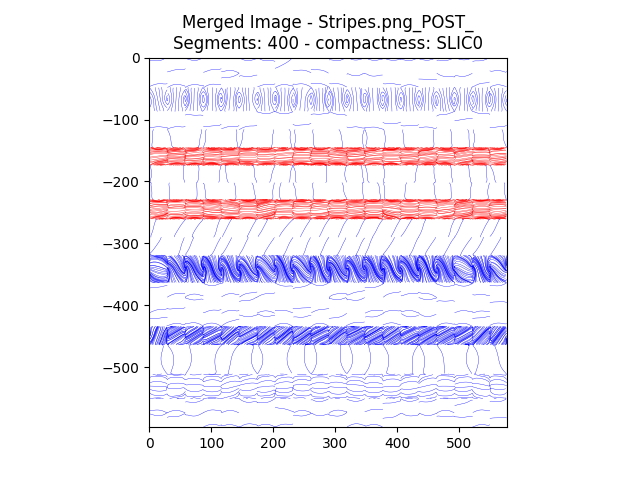 Merged Image - Stripes.png_POST_
Segments: 400 - compactness: SLIC0
0
−100
−200
−300
−400
−500
0 100 200 300 400 500